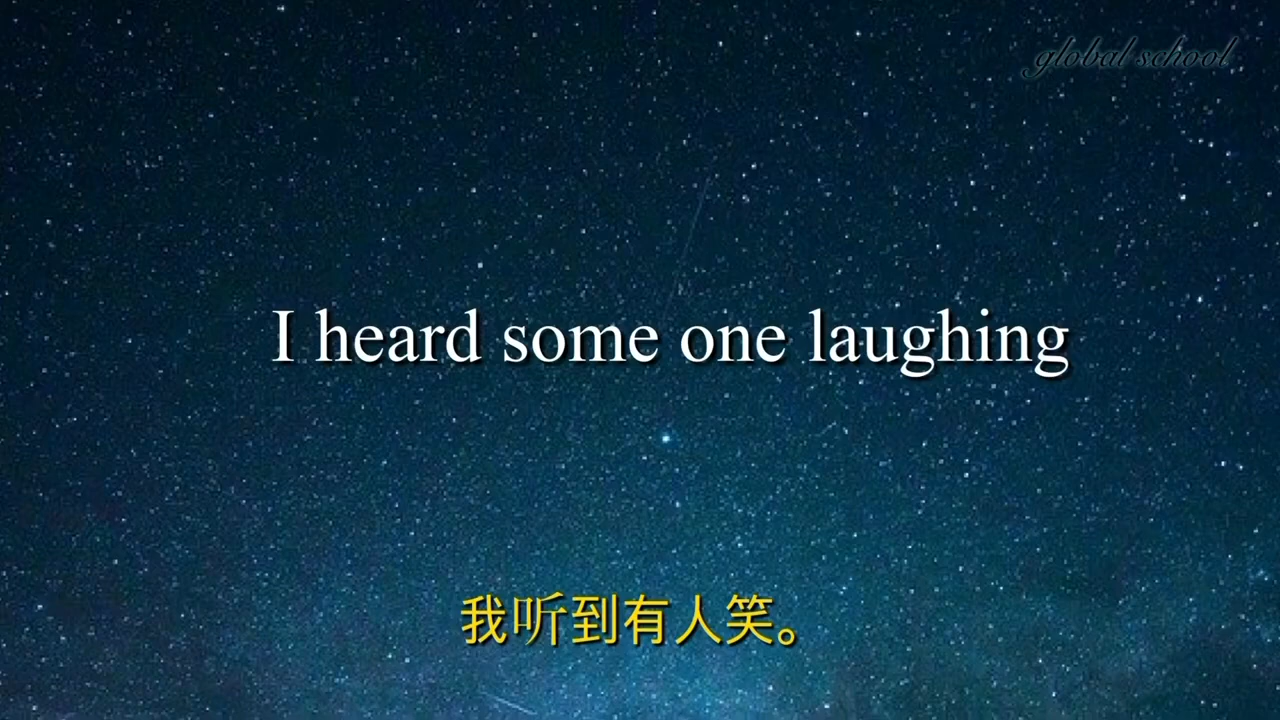 global school
I heard some one laughing
我听到有人笑。